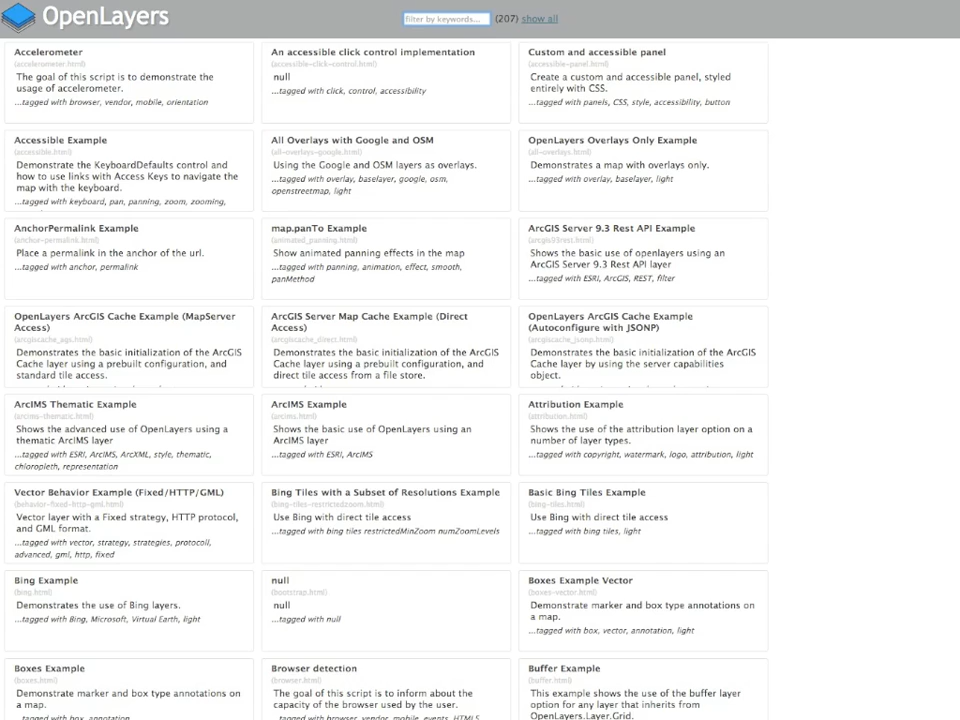 OpenLayers
filter by keywords... (207) show all
Accelerometer
(accelerometer.html)
The goal of this script is to demonstrate the
usage of accelerometer.
...tagged with browser, vendor, mobile, orientation
An accessible click control implementation
(accessible-click-control.html)
null
...tagged with click, control, accessibility
Custom and accessible panel
(accessible-panel.html)
Create a custom and accessible panel, styled
entirely with CSS.
...tagged with panels, CSS, style, accessibility, button
Accessible Example
(accessible.html)
Demonstrate the KeyboardDefaults control and
how to use links with Access Keys to navigate the
map with the keyboard.
...tagged with keyboard, pan, panning, zoom, zooming,
All Overlays with Google and OSM
(all-overlays-google.html)
Using the Google and OSM layers as overlays.
...tagged with overlay, baselayer, google, osm,
openstreetmap, light
OpenLayers Overlays Only Example
(all-overlays.html)
Demonstrates a map with overlays only.
...tagged with overlay, baselayer, light
AnchorPermalink Example
(anchor-permalink.html)
Place a permalink in the anchor of the url.
...tagged with anchor, permalink
map.panTo Example
(animated_panning.html)
Show animated panning effects in the map
...tagged with panning, animation, effect, smooth,
panMethod
ArcGIS Server 9.3 Rest API Example
(arcgis93rest.html)
Shows the basic use of openlayers using an
ArcGIS Server 9.3 Rest API layer
...tagged with ESRI, ArcGIS, REST, filter
OpenLayers ArcGIS Cache Example (MapServer
Access)
(arcgiscache_ags.html)
Demonstrates the basic initialization of the ArcGIS
Cache layer using a prebuilt configuration, and
standard tile access.
ArcGIS Server Map Cache Example (Direct
Access)
(arcgiscache_direct.html)
Demonstrates the basic initialization of the ArcGIS
Cache layer using a prebuilt configuration, and
direct tile access from a file store.
OpenLayers ArcGIS Cache Example
(Autoconfigure with JSONP)
(arcgiscache_jsonp.html)
Demonstrates the basic initialization of the ArcGIS
Cache layer by using the server capabilities
object.
ArcIMS Thematic Example
(arcims-thematic.html)
Shows the advanced use of OpenLayers using a
thematic ArcIMS layer
...tagged with ESRI, ArcIMS, ArcXML, style, thematic,
chloropleth, representation
ArcIMS Example
(arcims.html)
Shows the basic use of OpenLayers using an
ArcIMS layer
...tagged with ESRI, ArcIMS
Attribution Example
(attribution.html)
Shows the use of the attribution layer option on a
number of layer types.
...tagged with copyright, watermark, logo, attribution, light
Vector Behavior Example (Fixed/HTTP/GML)
(behavior-fixed-http-gml.html)
Vector layer with a Fixed strategy, HTTP protocol,
and GML format.
...tagged with vector, strategy, strategies, protocoll,
advanced, gml, http, fixed
Bing Tiles with a Subset of Resolutions Example
(bing-tiles-restrictedzoom.html)
Use Bing with direct tile access
...tagged with bing tiles restrictedMinZoom numZoomLevels
Basic Bing Tiles Example
(bing-tiles.html)
Use Bing with direct tile access
...tagged with bing tiles, light
Bing Example
(bing.html)
Demonstrates the use of Bing layers.
...tagged with Bing, Microsoft, Virtual Earth, light
null
(bootstrap.html)
null
...tagged with null
Boxes Example Vector
(boxes-vector.html)
Demonstrate marker and box type annotations on
a map.
...tagged with box, vector, annotation, light
Boxes Example
(boxes.html)
Demonstrate marker and box type annotations on
a map.
...tagged with box, annotation
Browser detection
(browser.html)
The goal of this script is to inform about the
capacity of the browser used by the user.
...tagged with browser, vendor, mobile, events, HTML5
Buffer Example
(buffer.html)
This example shows the use of the buffer layer
option for any layer that inherits from
OpenLayers.Layer.Grid.